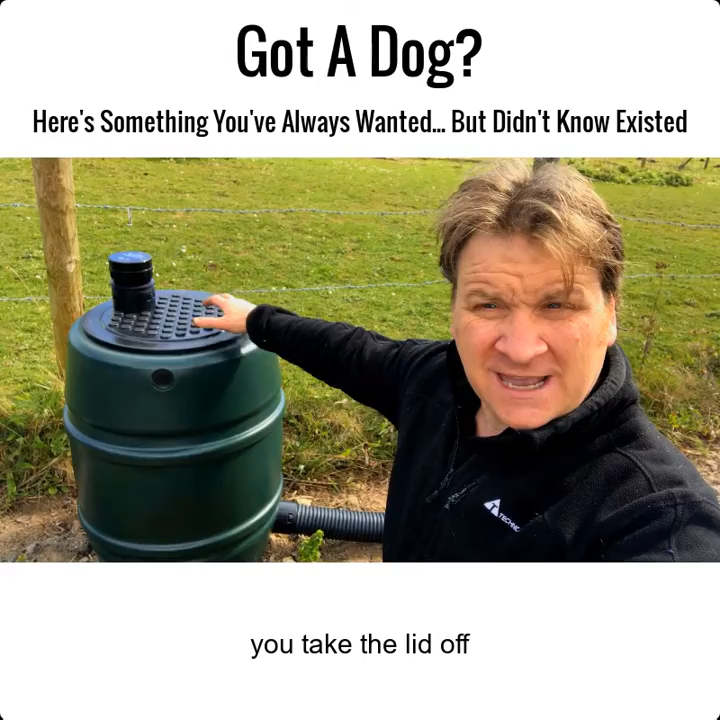 Got A Dog?
Here's Something You've Always Wanted... But Didn't Know Existed
you take the lid off